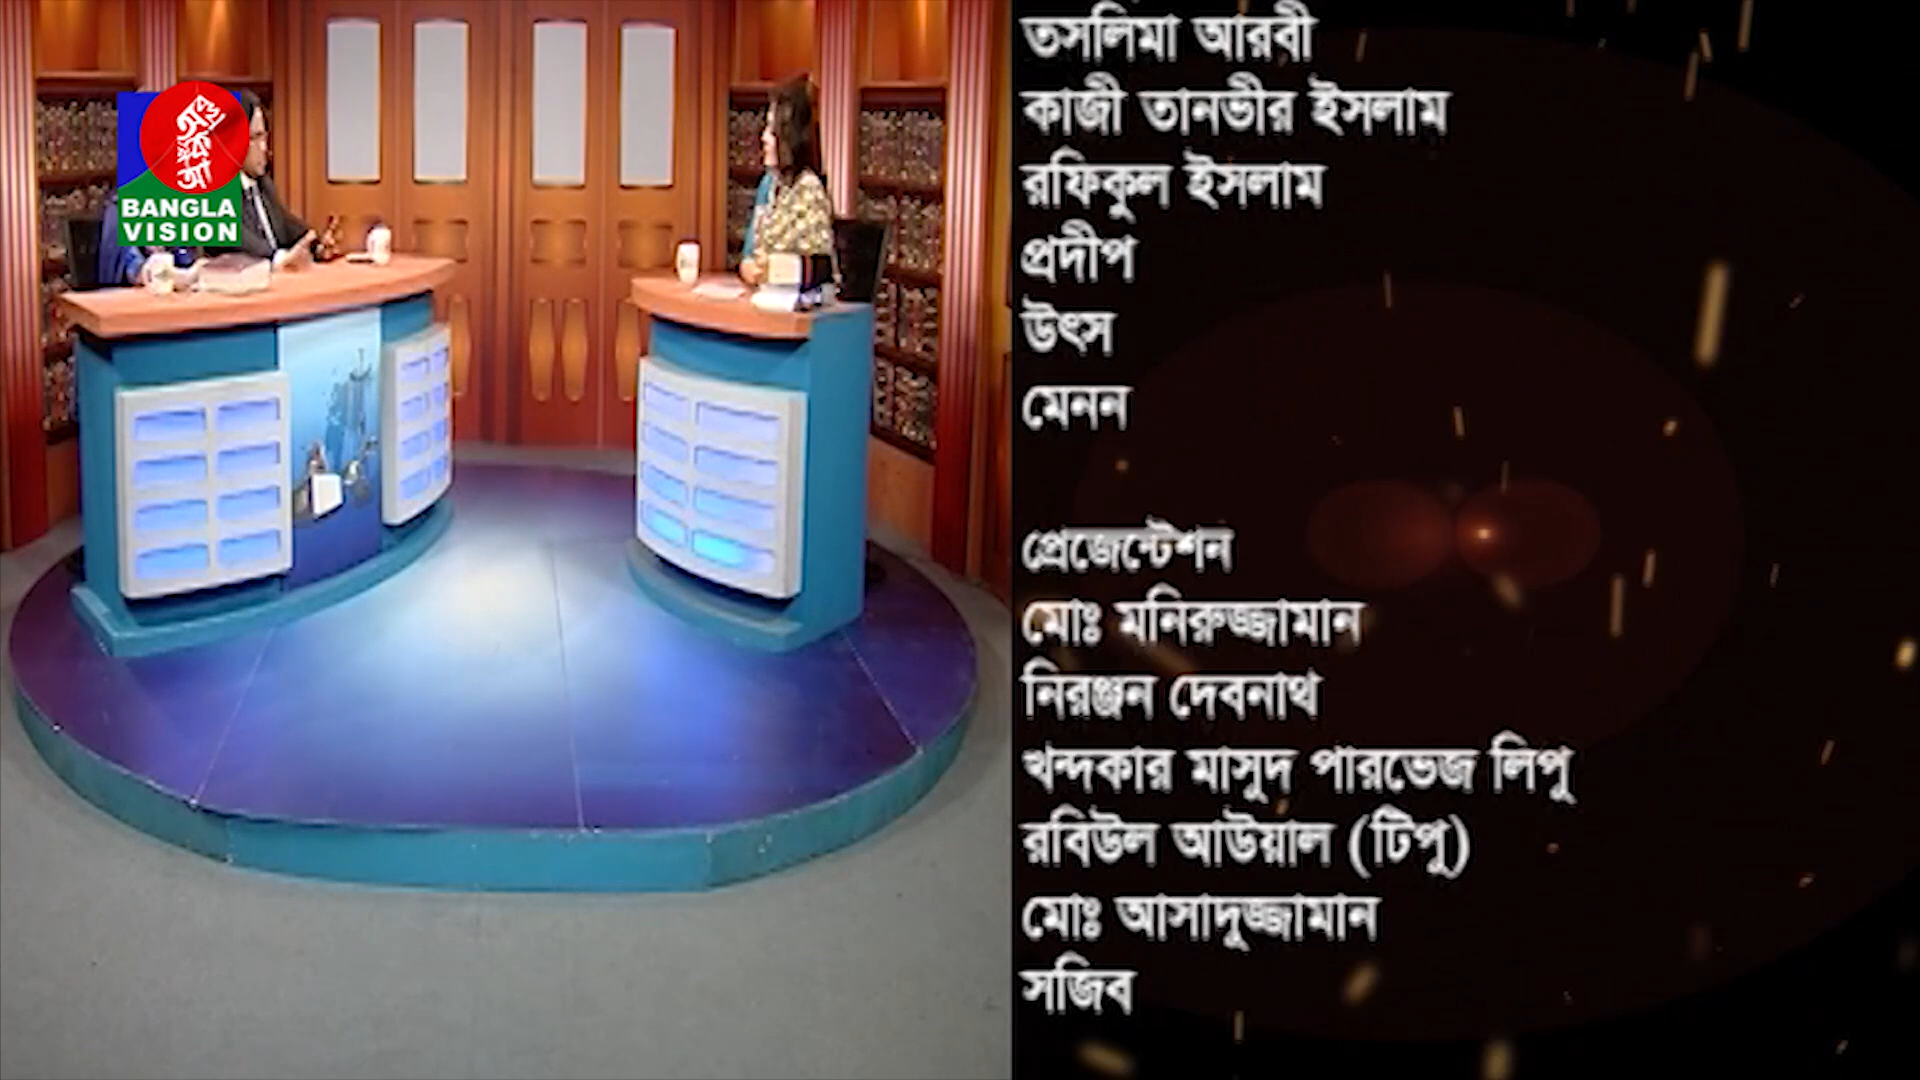 BANGLA
VISION
তসলিমা আরবী
কাজী তানভীর ইসলাম
রফিকুল ইসলাম
প্রদীপ
উৎস
মেনন
প্রেজেন্টেশন
মোঃ মনিরুজ্জামান
নিরঞ্জন দেবনাথ
খন্দকার মাসুদ পারভেজ লিপু
রবিউল আউয়াল (টিপু)
মোঃ আসাদুজ্জামান
সজিব